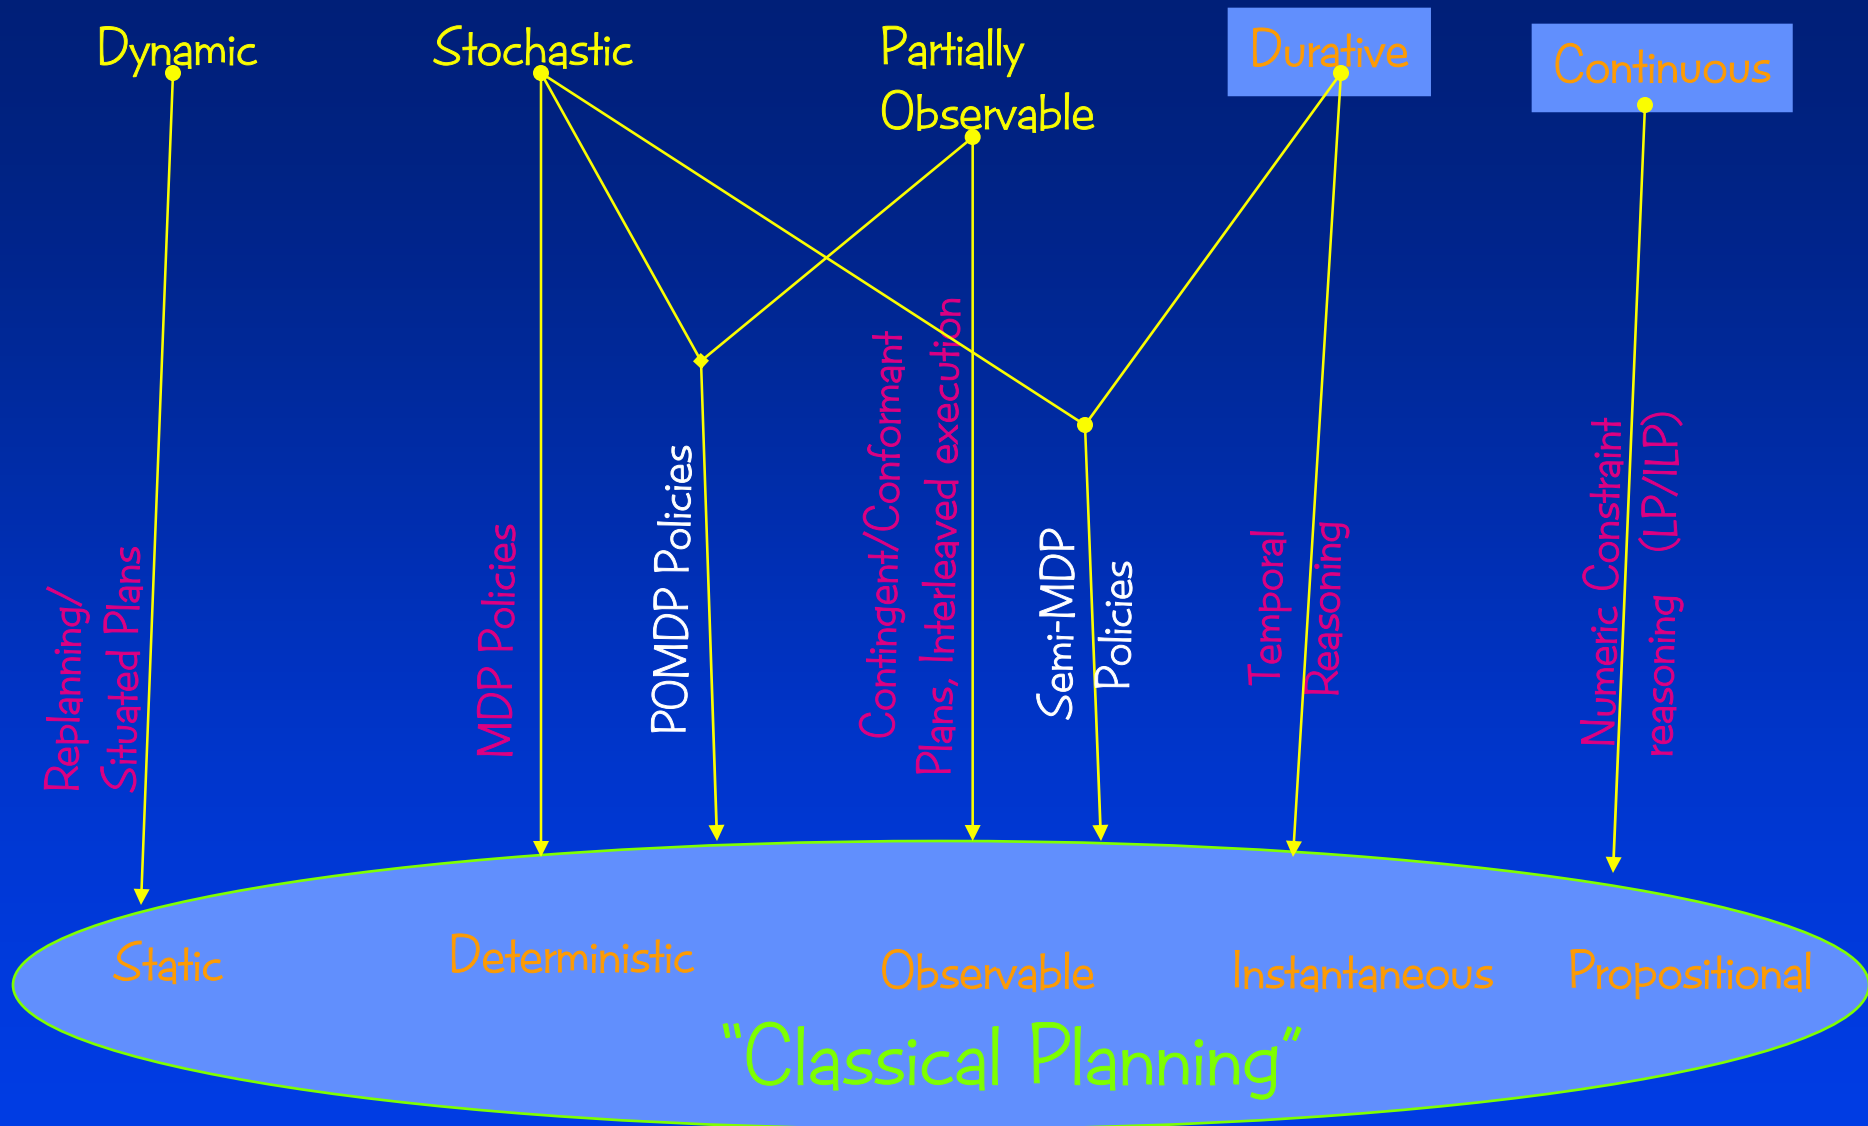 Dynamic
Stochastic
Partially
Observable
Durative
Continuous
Replanning/
Situated Plans
MDP Policies
POMDP Policies
Contingent/Conformant
Plans, Interleaved execution
Semi-MDP
Policies
Temporal
Reasoning
Numeric Constraint
reasoning (LP/ILP)
Static
Deterministic
Observable
Instantaneous
Propositional
“Classical Planning”